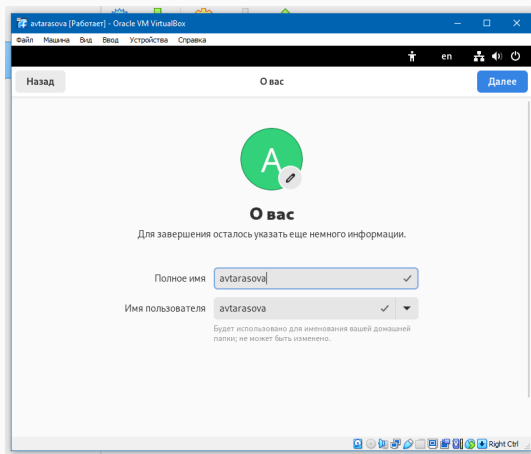 avtarasova [Работает] - Oracle VM VirtualBox
Файл Машина Вид Ввод Устройства Справка
en
Назад О вас Далее
A
О вас
Для завершения осталось указать еще немного информации.
Полное имя avtarasova
Имя пользователя avtarasova
Будет использовано для именования вашей домашней
папки; не может быть изменено.
Right Ctrl